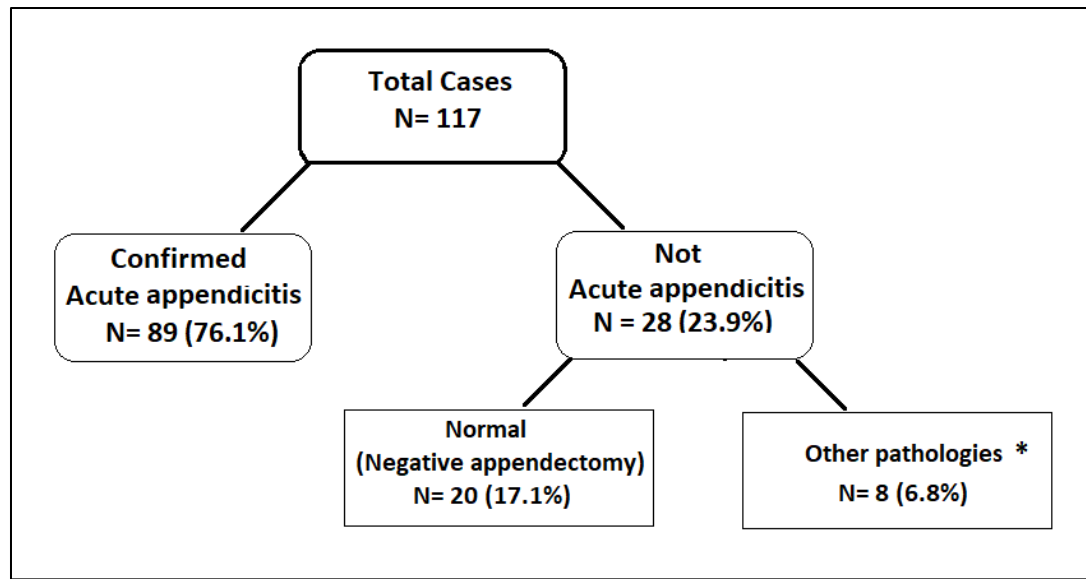 Total Cases
N= 117
Confirmed
Acute appendicitis
N= 89 (76.1%)
Not
Acute appendicitis
N = 28 (23.9%)
Normal
(Negative appendectomy)
N= 20 (17.1%)
Other pathologies *
N= 8 (6.8%)